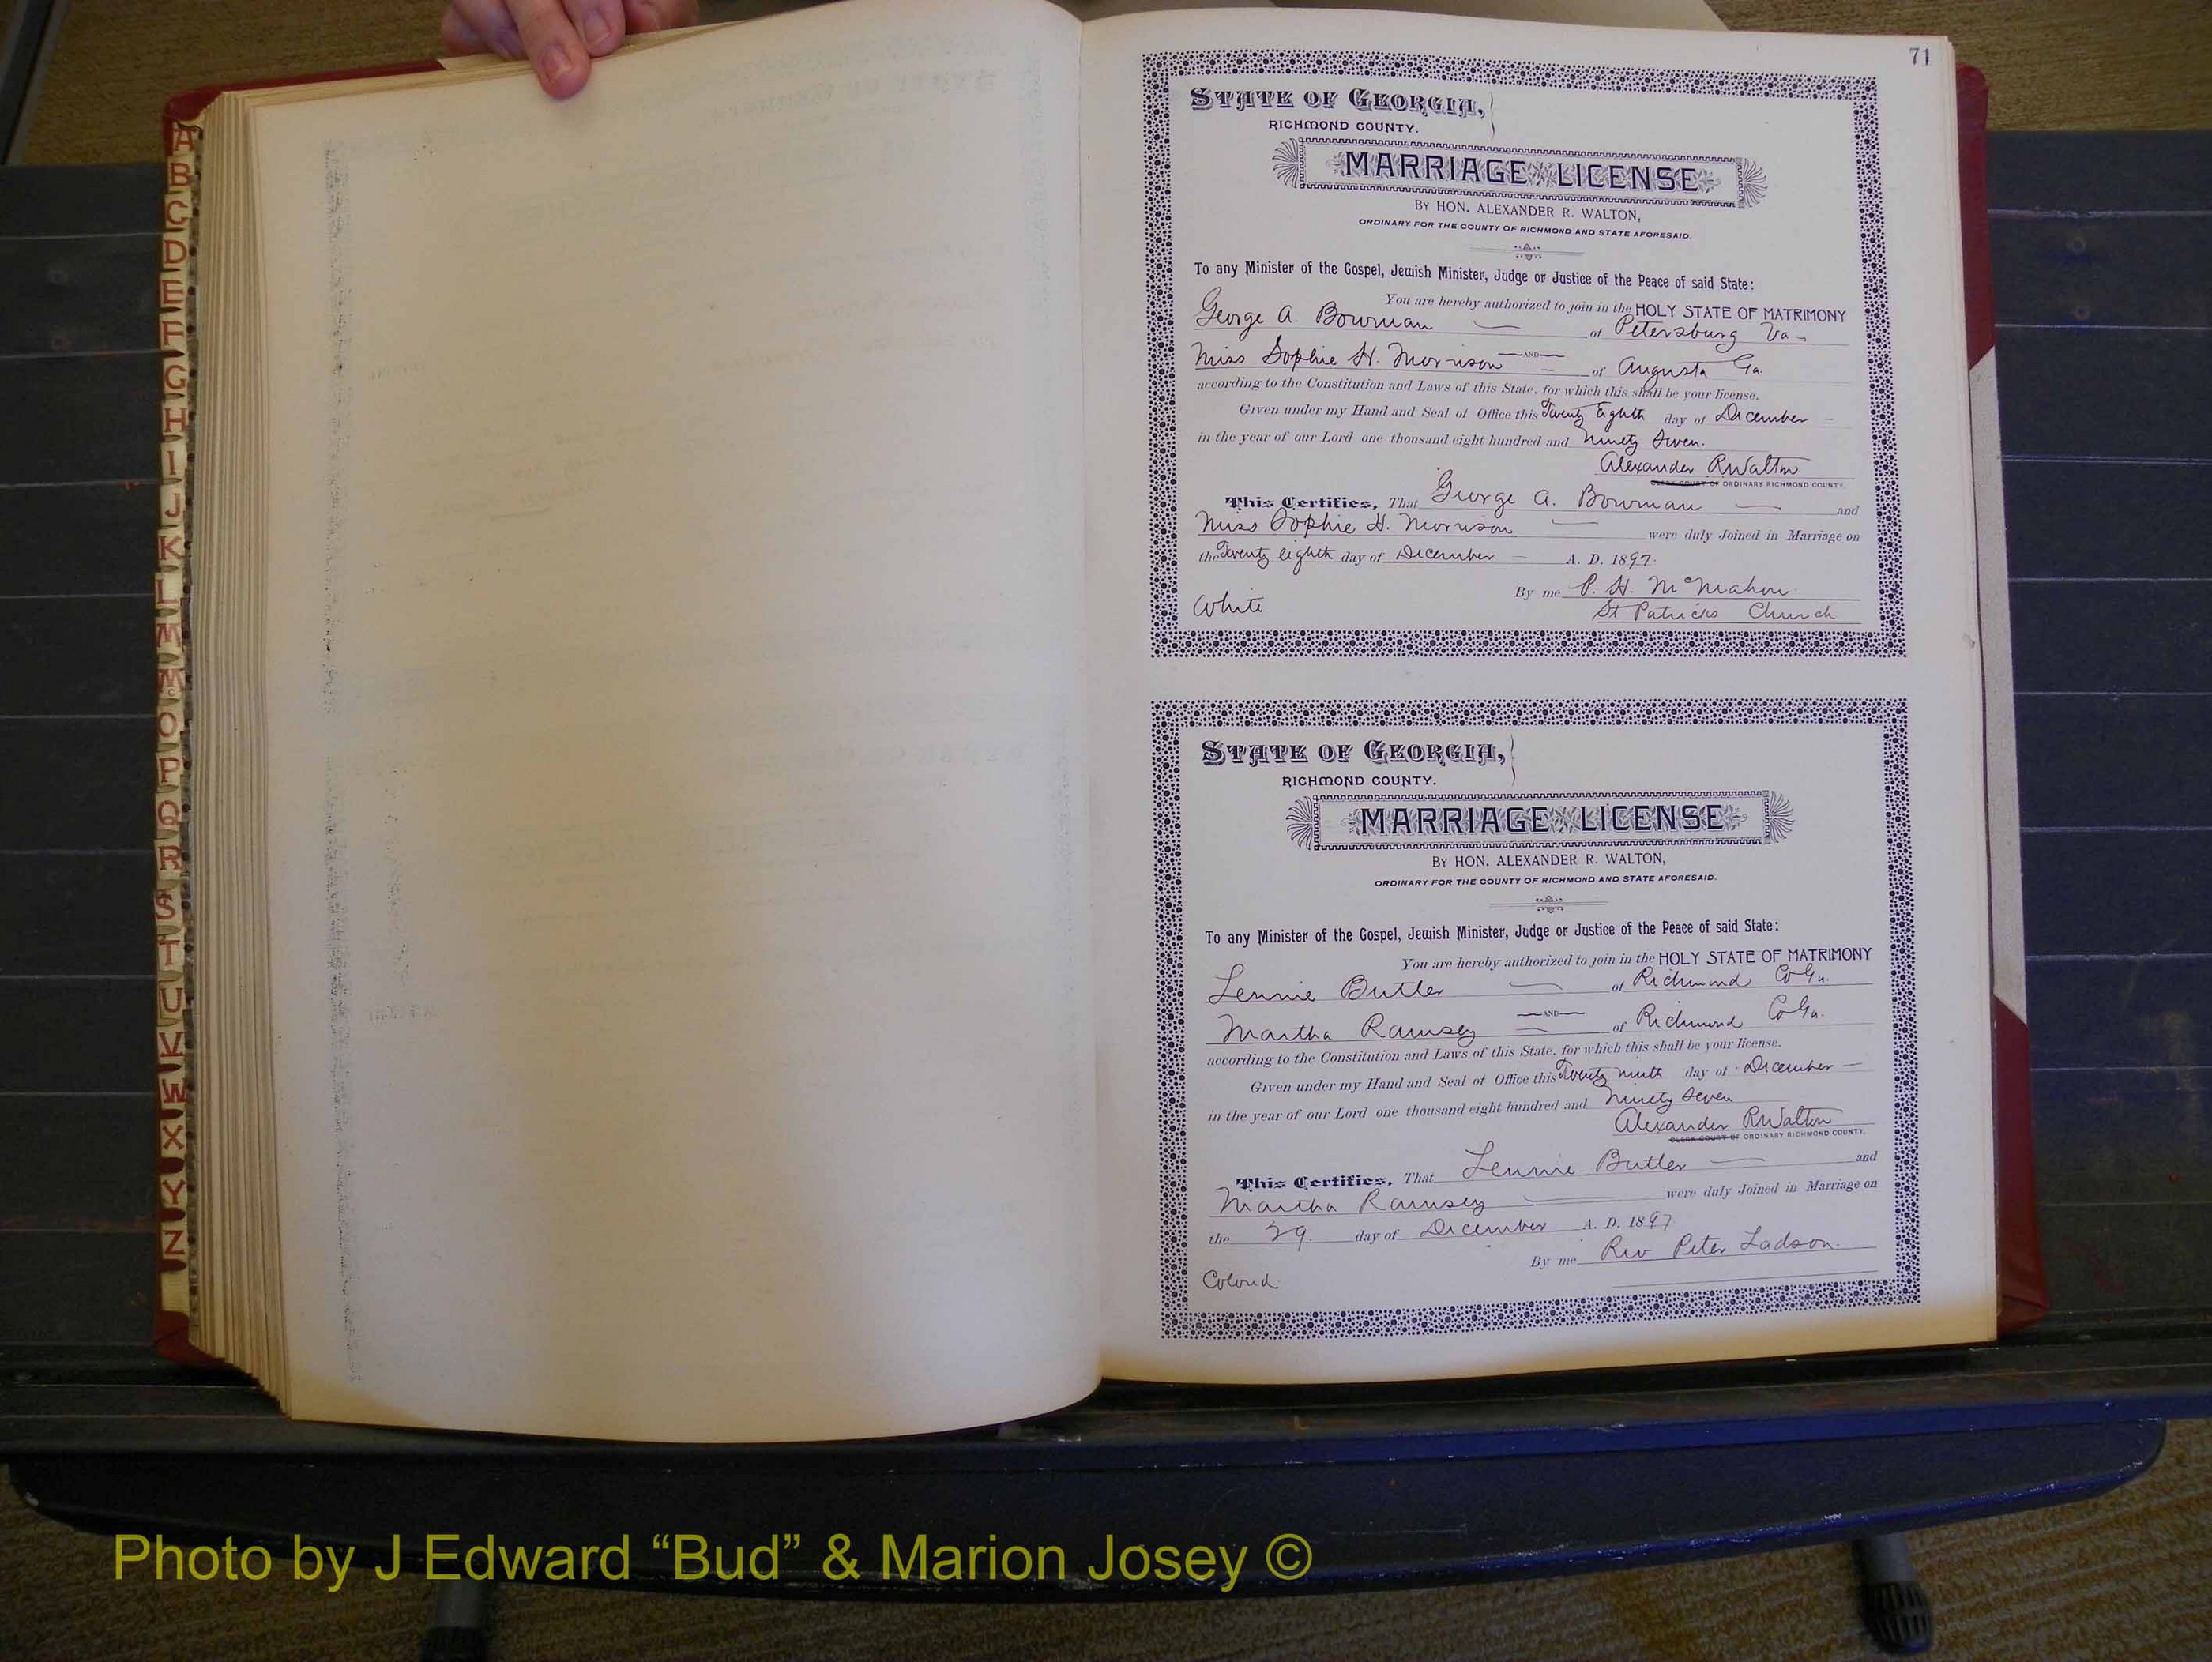 A
B
C
D
E
F
G
H
I
J
K
L
M
Mc
O
P
Q
R
S
T
U
V
W
X
Y
Z
71
STATE OF GEORGIA,
RICHMOND COUNTY.
MARRIAGE LICENSE
BY HON. ALEXANDER R. WALTON,
ORDINARY FOR THE COUNTY OF RICHMOND AND STATE AFORESAID.
To any Minister of the Gospel, Jewish Minister, Judge or Justice of the Peace of said State:
You are hereby authorized to join in the HOLY STATE OF MATRIMONY
George A. Bowman of Petersburg Va
AND
Miss Sophie H. Morrison of Augusta Ga.
according to the Constitution and Laws of this State, for which this shall be your license.
Given under my Hand and Seal of Office this Twenty Eighth day of December
in the year of our Lord one thousand eight hundred and Ninety Seven.
Alexander R Walton
CLERK COURT OF ORDINARY RICHMOND COUNTY.
This Certifies, That George A. Bowman and
Miss Sophie H. Morrison were duly Joined in Marriage on
the Twenty eighth day of December A. D. 1897.
By me P. H. McMahon.
White
St Patricks Church
STATE OF GEORGIA,
RICHMOND COUNTY.
MARRIAGE LICENSE
BY HON. ALEXANDER R. WALTON,
ORDINARY FOR THE COUNTY OF RICHMOND AND STATE AFORESAID.
To any Minister of the Gospel, Jewish Minister, Judge or Justice of the Peace of said State:
You are hereby authorized to join in the HOLY STATE OF MATRIMONY
Lennie Butler of Richmond Co Ga.
AND
Martha Ramsey of Richmond Co Ga.
according to the Constitution and Laws of this State, for which this shall be your license.
Given under my Hand and Seal of Office this Twenty ninth day of December
in the year of our Lord one thousand eight hundred and Ninety Seven
Alexander R Walton
CLERK COURT OF ORDINARY RICHMOND COUNTY.
This Certifies, That Lennie Butler and
Martha Ramsey were duly Joined in Marriage on
the 29. day of December A. D. 1897
By me Rev Peter Ladson.
Colored
Photo by J Edward “Bud” & Marion Josey ©